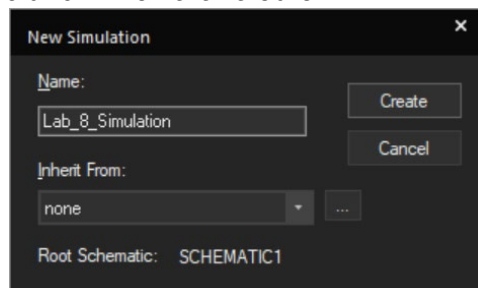 New Simulation
Name:
Create
Lab_8_Simulation
Cancel
Inherit From:
none
...
Root Schematic: SCHEMATIC1